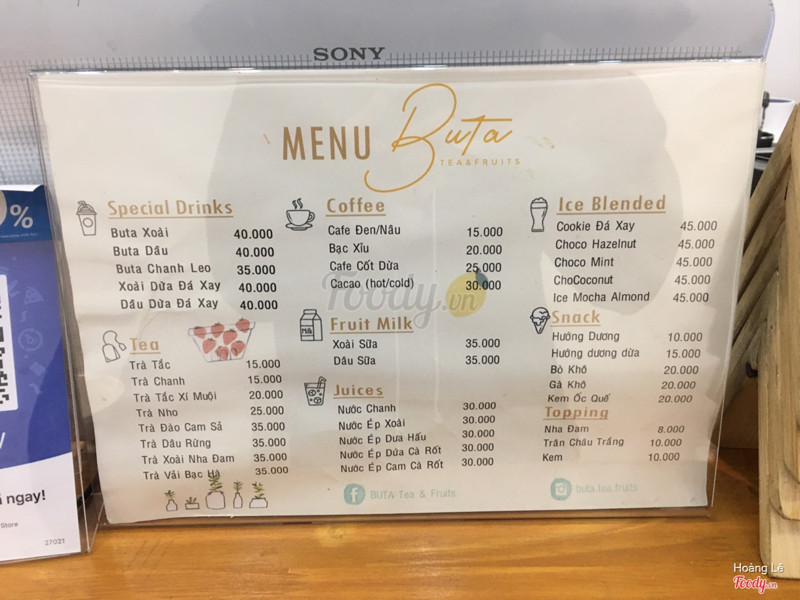 SONY
MENU Buta
TEA&FRUITS
Special Drinks
Buta Xoài 40.000
Buta Dầu 40.000
Buta Chanh Leo 35.000
Xoài Dừa Đá Xay 40.000
Dầu Dừa Đá Xay 40.000
Tea
Trà Tắc 15.000
Trà Chanh 15.000
Trà Tắc Xí Muội 20.000
Trà Nho 25.000
Trà Đào Cam Sả 35.000
Trà Dâu Rừng 35.000
Trà Xoài Nha Đam 35.000
Trà Vải Bạc Hà 35.000
Coffee
Cafe Đen/Nâu 15.000
Bạc Xỉu 20.000
Cafe Cốt Dừa 25.000
Cacao (hot/cold) 30.000
Fruit Milk
Milk
Xoài Sữa 35.000
Dâu Sữa 35.000
Juices
Nước Chanh 30.000
Nước Ép Xoài 30.000
Nước Ép Dưa Hấu 30.000
Nước Ép Dứa Cà Rốt 30.000
Nước Ép Cam Cà Rốt 30.000
BUTA Tea & Fruits
Ice Blended
Cookie Đá Xay 45.000
Choco Hazelnut 45.000
Choco Mint 45.000
ChoCoconut 45.000
Ice Mocha Almond 45.000
Snack
Hướng Dương 10.000
Hướng dương dừa 15.000
Bò Khô 20.000
Gà Khô 20.000
Kem Ốc Quế 20.000
Topping
Nha Đam 8.000
Trân Châu Trắng 10.000
Kem 10.000
buta.tea.fruits
Foody.vn
%
ngay!
Store
27021
Hoàng Lê
Foody.vn